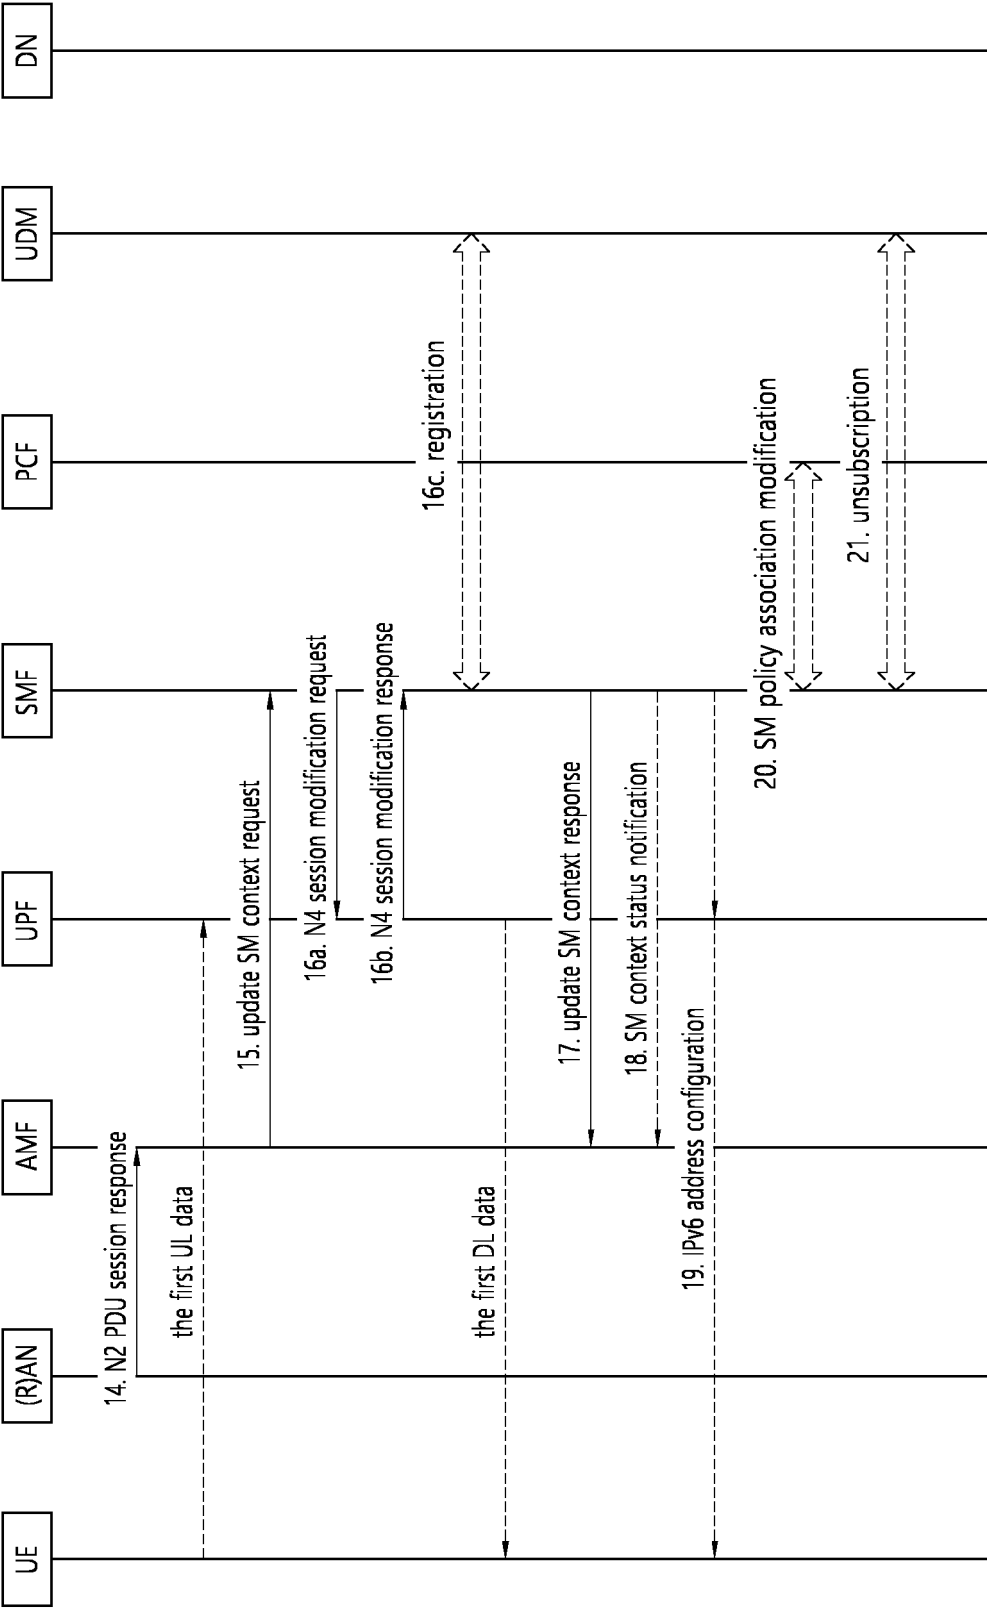 UE
(R)AN
AMF
UPF
SMF
PCF
UDM
DN
14. N2 PDU session response
the first UL data
15. update SM context request
16a. N4 session modification request
16b. N4 session modification response
16c. registration
the first DL data
17. update SM context response
18. SM context status notification
19. IPv6 address configuration
20. SM policy association modification
21. unsubscription